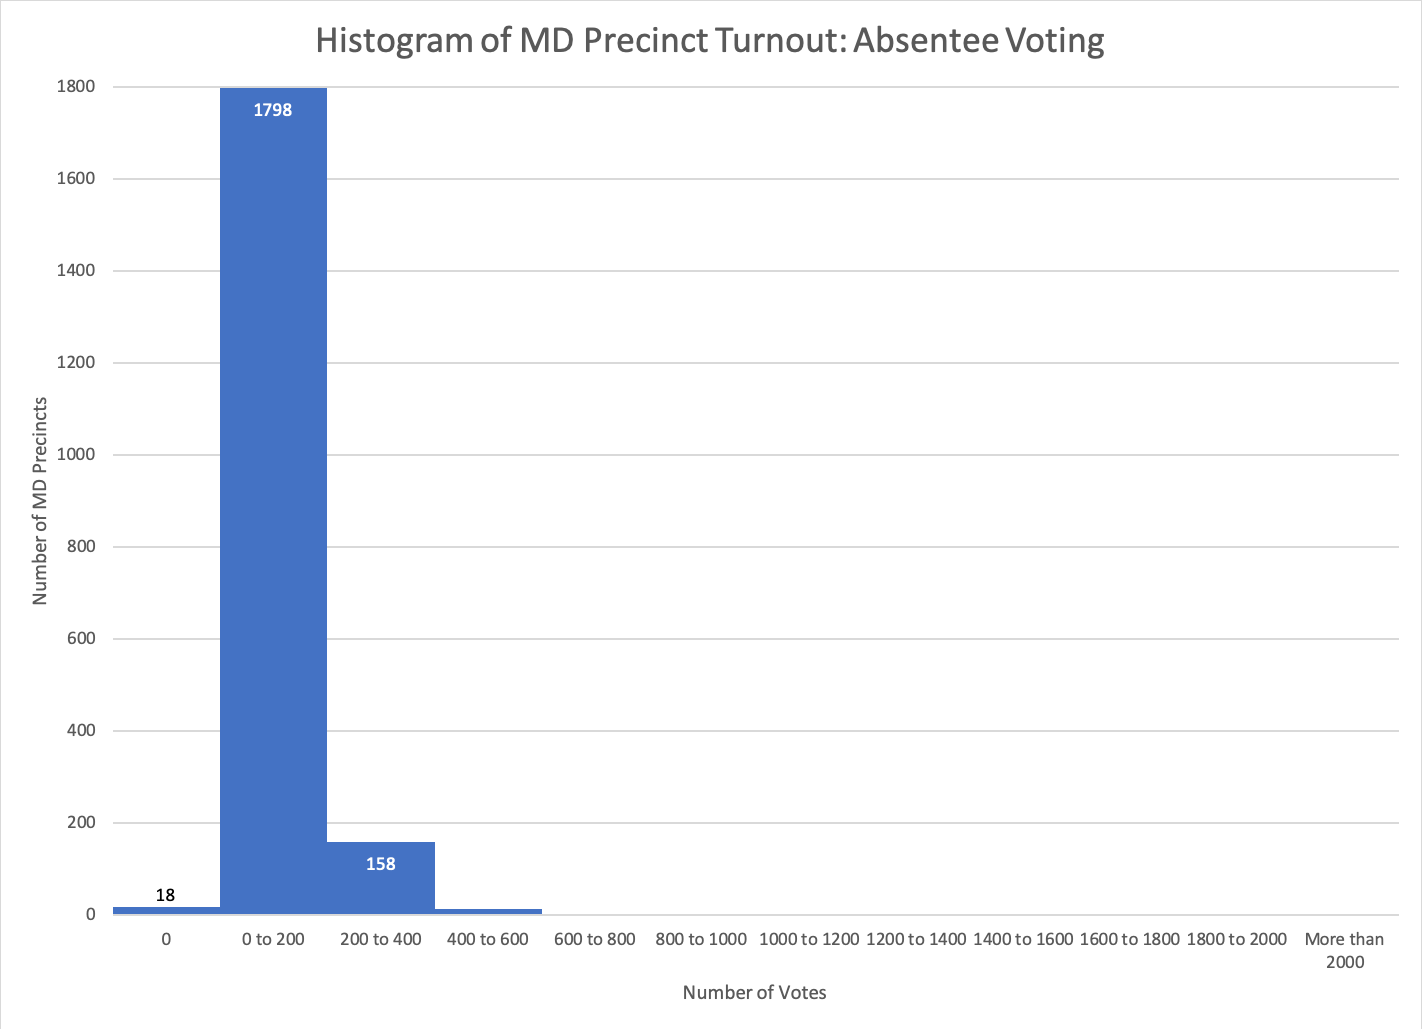 Histogram of MD Precinct Turnout: Absentee Voting
1800
1798
1600
1400
1200
1000
800
600
400
200
158
18
0
Number of MD Precincts
0
0 to 200
200 to 400
400 to 600
600 to 800
800 to 1000
1000 to 1200
1200 to 1400
1400 to 1600
1600 to 1800
1800 to 2000
More than
2000
Number of Votes